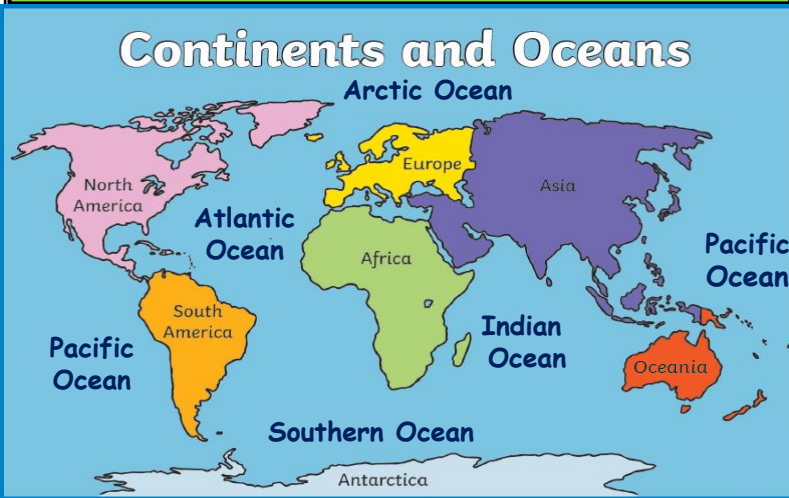 Continents and Oceans
Arctic Ocean
North
America
Europe
Asia
Atlantic
Ocean
Africa
Pacific
Ocean
South
America
Indian
Ocean
Pacific
Ocean
Oceania
Southern Ocean
Antarctica